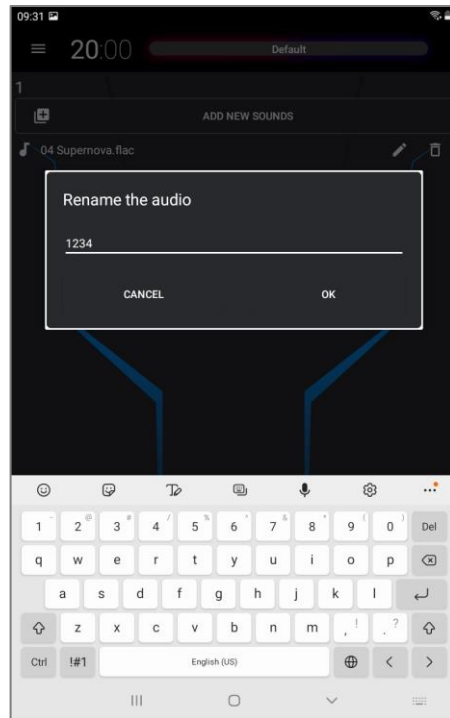 09:31
20:00 Default
1
ADD NEW SOUNDS
04 Supernova.flac
Rename the audio
1234
CANCEL OK
1 2 @ 3 # 4 / 5 % 6 ^ 7 & 8 * 9 ( 0 ) Del
q w e r t y u i o p
a s d f g h j k l
z x c v b n m , ! . ?
Ctrl !#1 English (US) < >